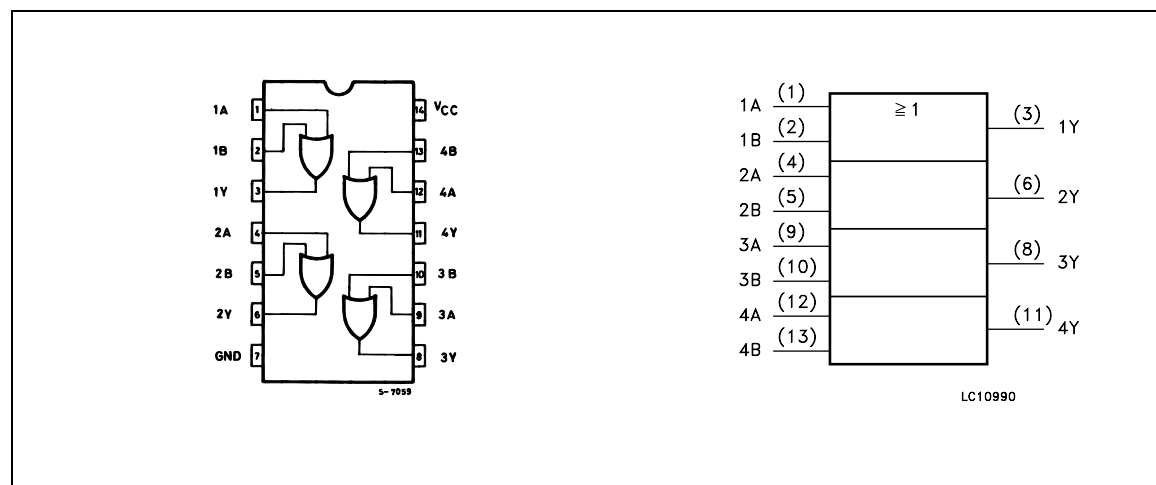 1A 1 14 VCC
1B 2 13 4B
1Y 3 12 4A
2A 4 11 4Y
2B 5 10 3B
2Y 6 9 3A
GND 7 8 3Y
S-7059
1A (1) ≧ 1 (3) 1Y
1B (2)
2A (4) (6) 2Y
2B (5)
3A (9) (8) 3Y
3B (10)
4A (12) (11) 4Y
4B (13)
LC10990